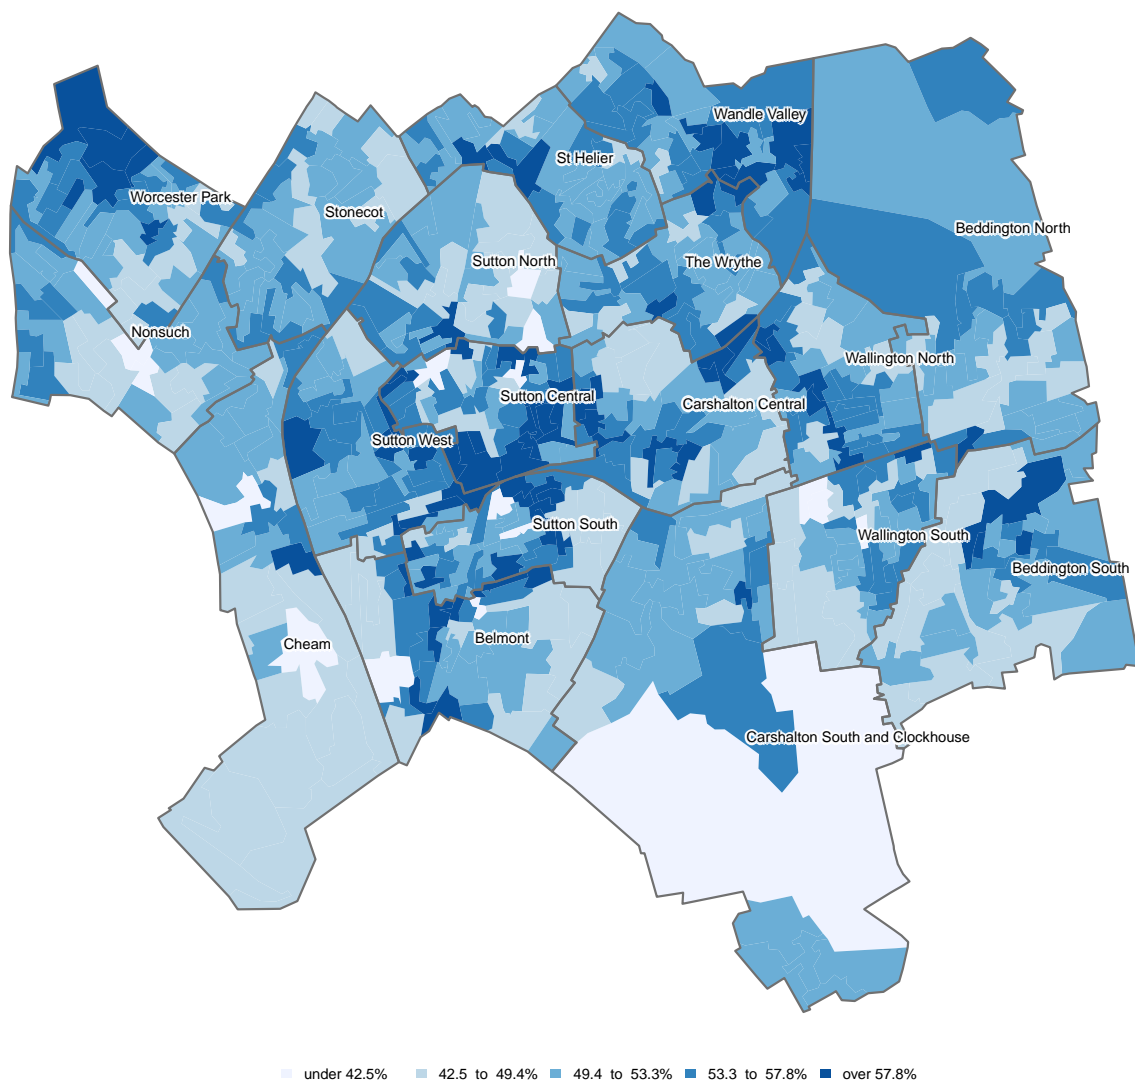 Wandle Valley
St Helier
Worcester Park
Stonecot
Beddington North
Sutton North
The Wrythe
Nonsuch
Wallington North
Sutton Central
Carshalton Central
Sutton West
Sutton South
Wallington South
Beddington South
Belmont
Cheam
Carshalton South and Clockhouse
under 42.5% 42.5 to 49.4% 49.4 to 53.3% 53.3 to 57.8% over 57.8%